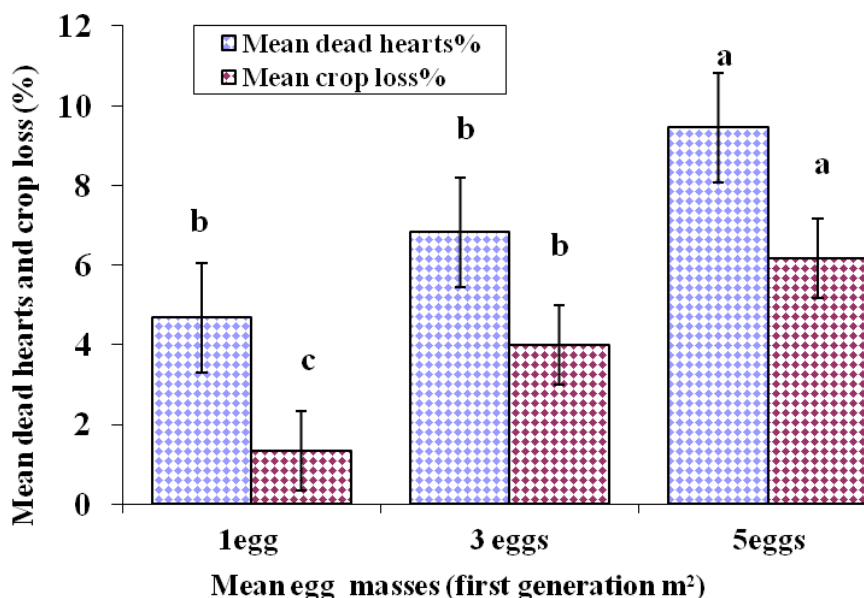 Mean dead hearts and crop loss (%)
12
10
8
6
4
2
0
Mean dead hearts%
Mean crop loss%
b
c
b
b
a
a
1egg
3 eggs
5eggs
Mean egg masses (first generation m²)